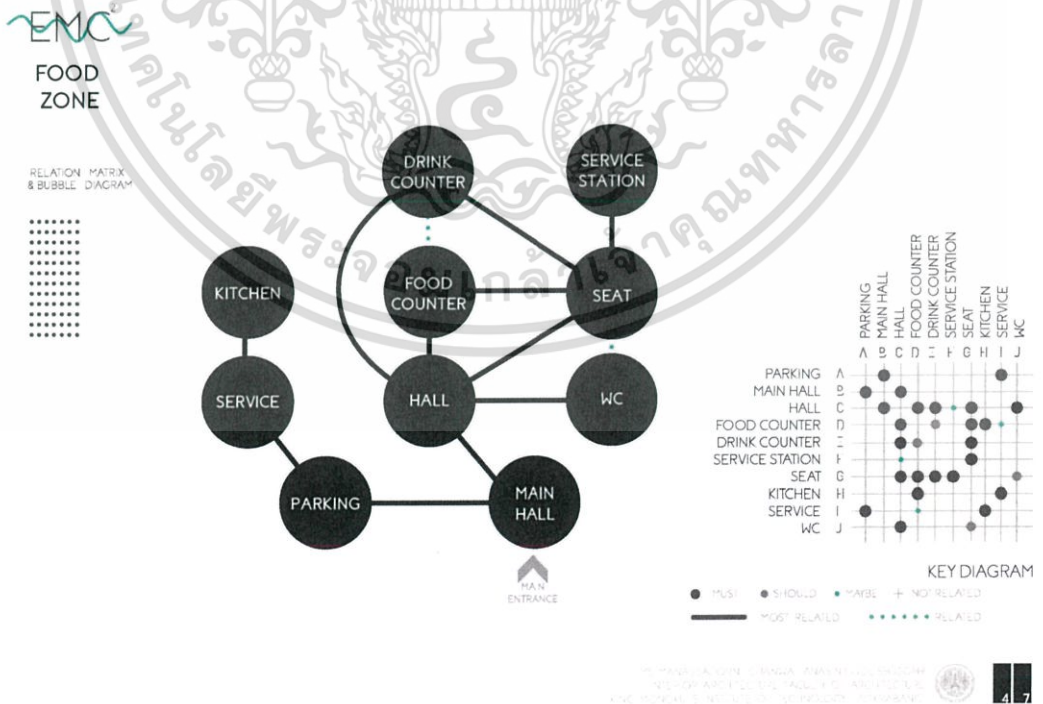 EMC
FOOD
ZONE
RELATION MATRIX
& BUBBLE DIAGRAM
DRINK
COUNTER
SERVICE
STATION
KITCHEN
FOOD
COUNTER
SEAT
SERVICE
HALL
WC
PARKING
MAIN
HALL
MAIN
ENTRANCE
PARKING
MAIN HALL
HALL
FOOD COUNTER
DRINK COUNTER
SERVICE STATION
SEAT
KITCHEN
SERVICE
WC
A B C D E F G H I J
PARKING A
MAIN HALL B
HALL C
FOOD COUNTER D
DRINK COUNTER E
SERVICE STATION F
SEAT G
KITCHEN H
SERVICE I
WC J
KEY DIAGRAM
MUST SHOULD MAYBE NOT RELATED
MOST RELATED RELATED
4 7